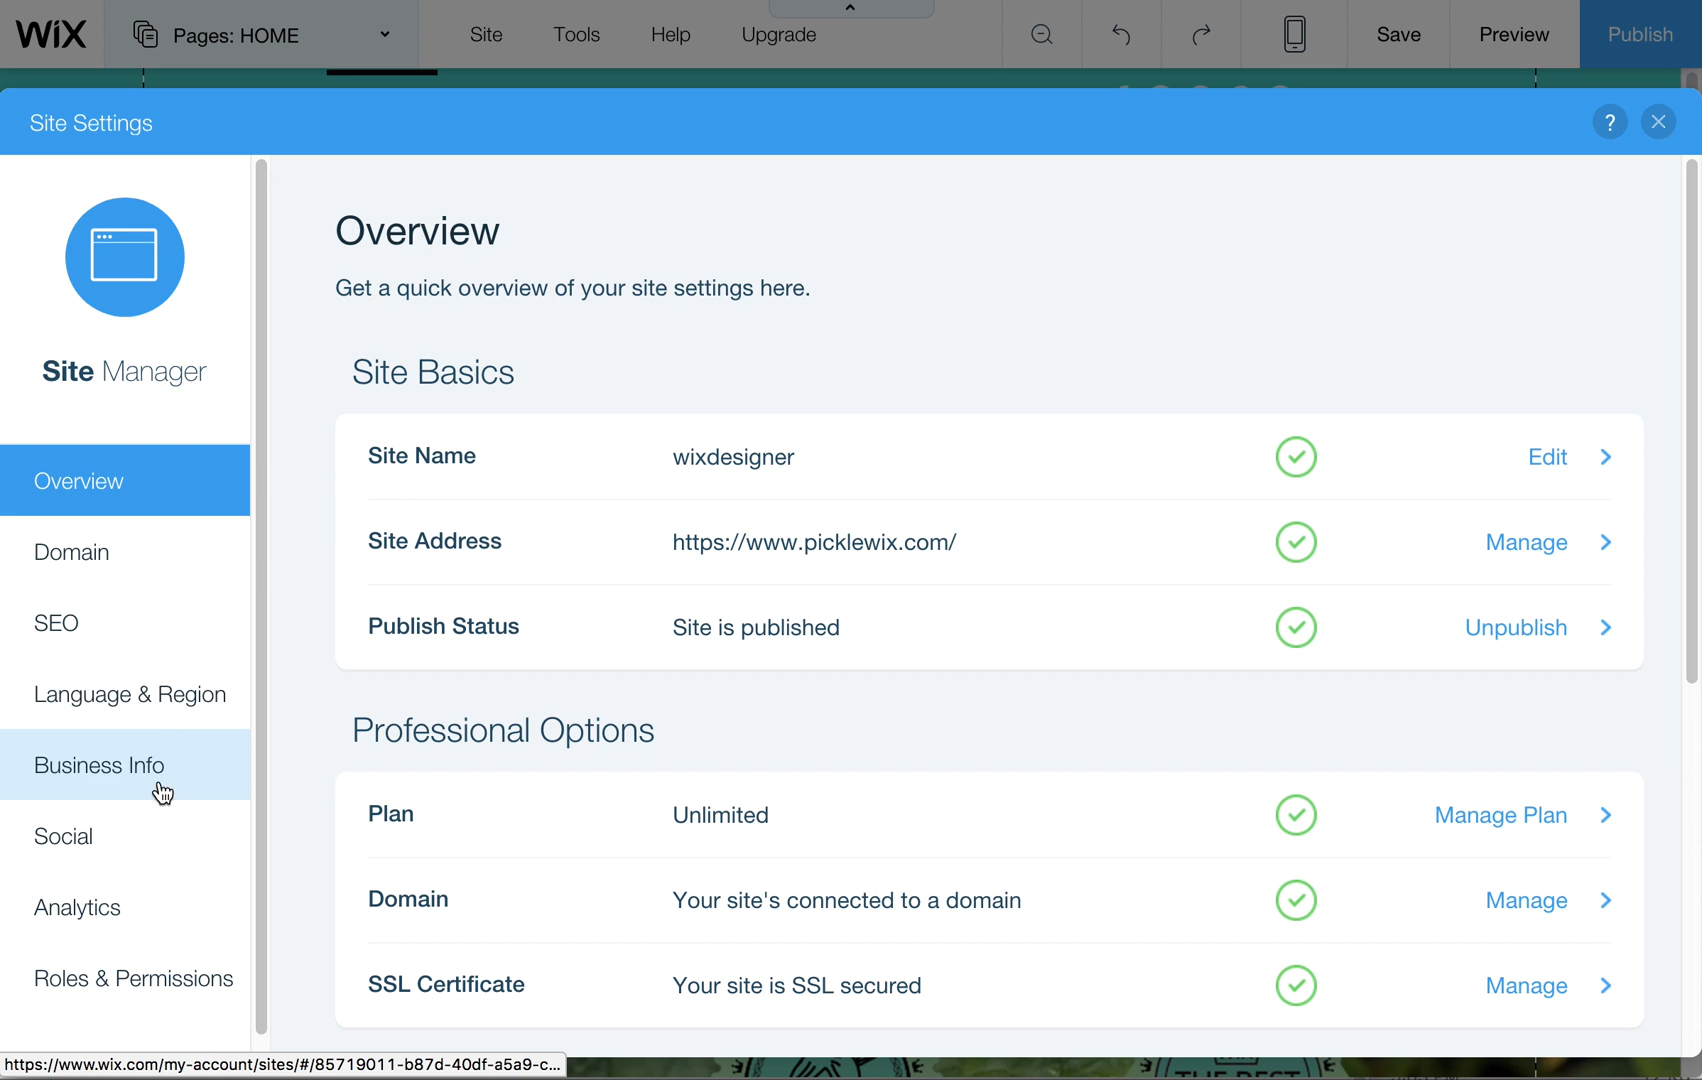 WiX
Pages: HOME
Site
Tools
Help
Upgrade
Save
Preview
Publish
Site Settings
?
Site Manager
Overview
Domain
SEO
Language & Region
Business Info
Social
Analytics
Roles & Permissions
Overview
Get a quick overview of your site settings here.
Site Basics
Site Name wixdesigner Edit
Site Address https://www.picklewix.com/ Manage
Publish Status Site is published Unpublish
Professional Options
Plan Unlimited Manage Plan
Domain Your site's connected to a domain Manage
SSL Certificate Your site is SSL secured Manage
https://www.wix.com/my-account/sites/#/85719011-b87d-40df-a5a9-c...
THE BEST